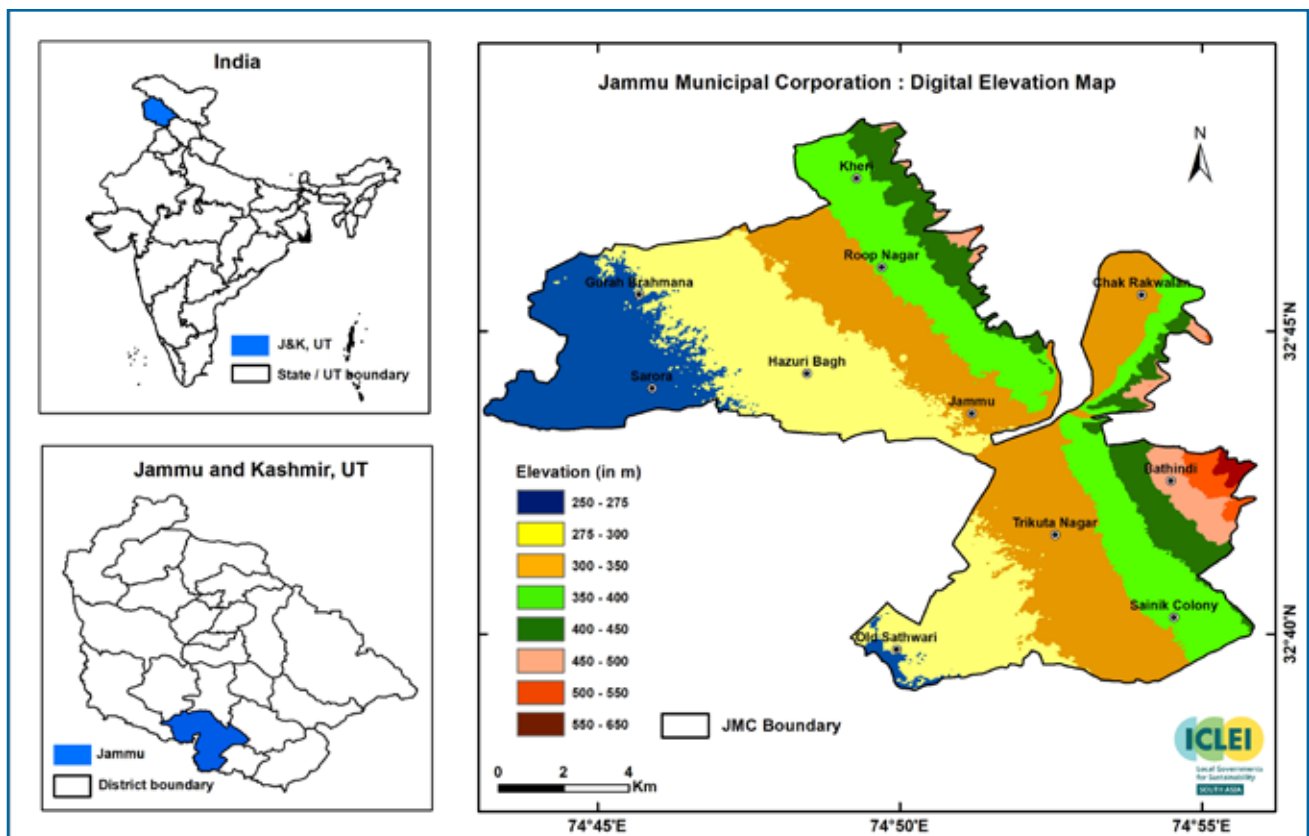 India
J&K, UT
State / UT boundary
Jammu and Kashmir, UT
Jammu
District boundary
Jammu Municipal Corporation : Digital Elevation Map
N
Kheri
Roop Nagar
Chak Rakwalan
Gurah Brahmana
Hazuri Bagh
Sarora
Jammu
Bathindi
Trikuta Nagar
Sainik Colony
Old Sathwari
Elevation (in m)
250 - 275
275 - 300
300 - 350
350 - 400
400 - 450
450 - 500
500 - 550
550 - 650
JMC Boundary
0 2 4
Km
32°45'N
32°40'N
74°45'E
74°50'E
74°55'E
ICLEI
Local Governments
for Sustainability
SOUTH ASIA